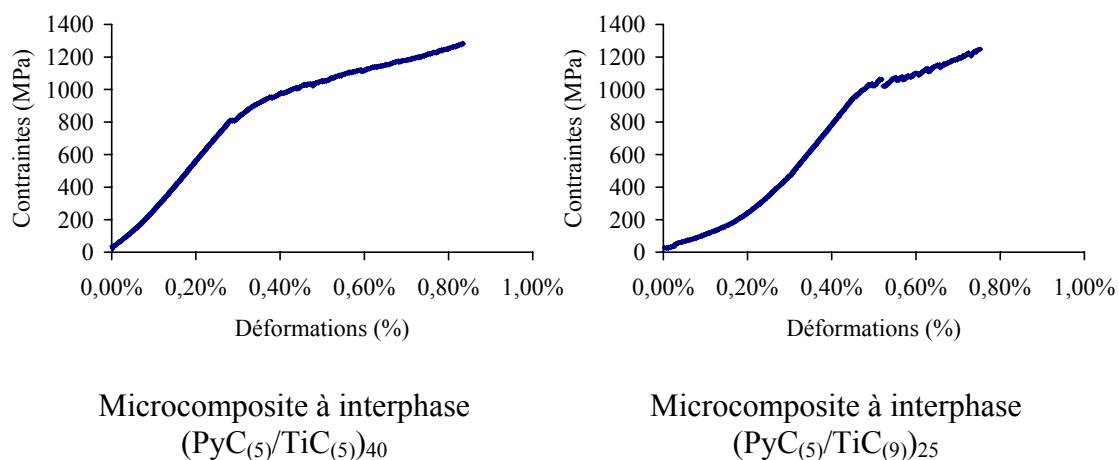 1400
1200
1000
800
600
400
200
0
Contraintes (MPa)
0,00% 0,20% 0,40% 0,60% 0,80% 1,00%
Déformations (%)
Microcomposite à interphase
(PyC(5)/TiC(5))40
1400
1200
1000
800
600
400
200
0
Contraintes (MPa)
0,00% 0,20% 0,40% 0,60% 0,80% 1,00%
Déformations (%)
Microcomposite à interphase
(PyC(5)/TiC(9))25